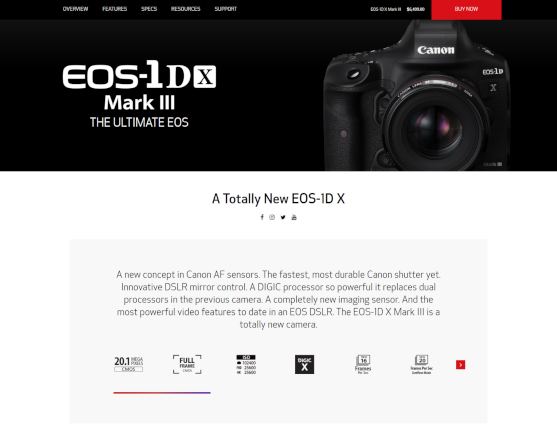 OVERVIEW FEATURES SPECS RESOURCES SUPPORT EOS-1D X Mark III $6,499.00 BUY NOW
Canon
EOS-1D
X
EOS-1D X
Mark III
THE ULTIMATE EOS
A Totally New EOS-1D X
A new concept in Canon AF sensors. The fastest, most durable Canon shutter yet.
Innovative DSLR mirror control. A DIGIC processor so powerful it replaces dual
processors in the previous camera. A completely new imaging sensor. And the
most powerful video features to date in an EOS DSLR. The EOS-1D X Mark III is a
totally new camera.
20.1 MEGA PIXELS
CMOS
FULL
FRAME
CMOS
ISO
102400
25600
4K 25600
DIGIC
X
16
Frames
Per Sec
20
Frames Per Sec